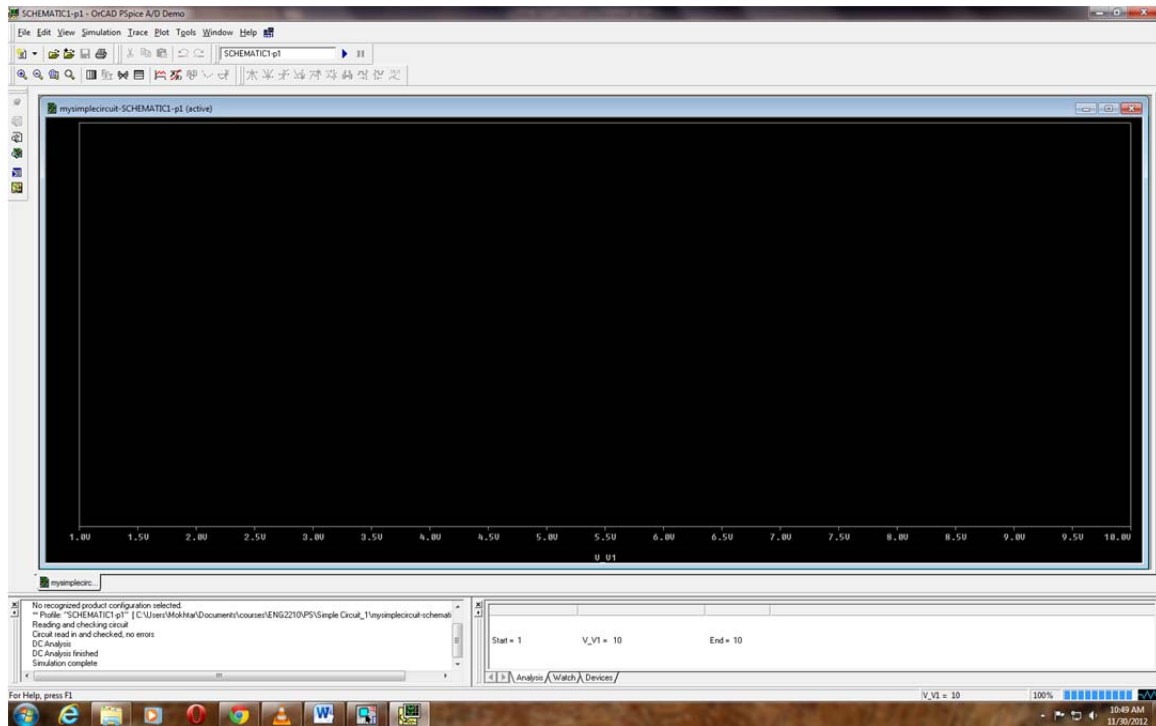 SCHEMATIC1-p1 - OrCAD PSpice A/D Demo
File Edit View Simulation Trace Plot Tools Window Help
SCHEMATIC1-p1
mysimplecircuit-SCHEMATIC1-p1 (active)
1.0V 1.5V 2.0V 2.5V 3.0V 3.5V 4.0V 4.5V 5.0V 5.5V 6.0V 6.5V 7.0V 7.5V 8.0V 8.5V 9.0V 9.5V 10.0V
V_V1
mysimplecirc...
No recognized product configuration selected.
** Profile: "SCHEMATIC1-p1" [ C:\Users\Mokhtar\Documents\courses\ENG2210\PS\Simple Circuit_1\mysimplecircuit-schemati
Reading and checking circuit
Circuit read in and checked, no errors
DC Analysis
DC Analysis finished
Simulation complete
Start = 1 V_V1 = 10 End = 10
Analysis Watch Devices
For Help, press F1 V_V1 = 10 100%
10:49 AM
11/30/2012